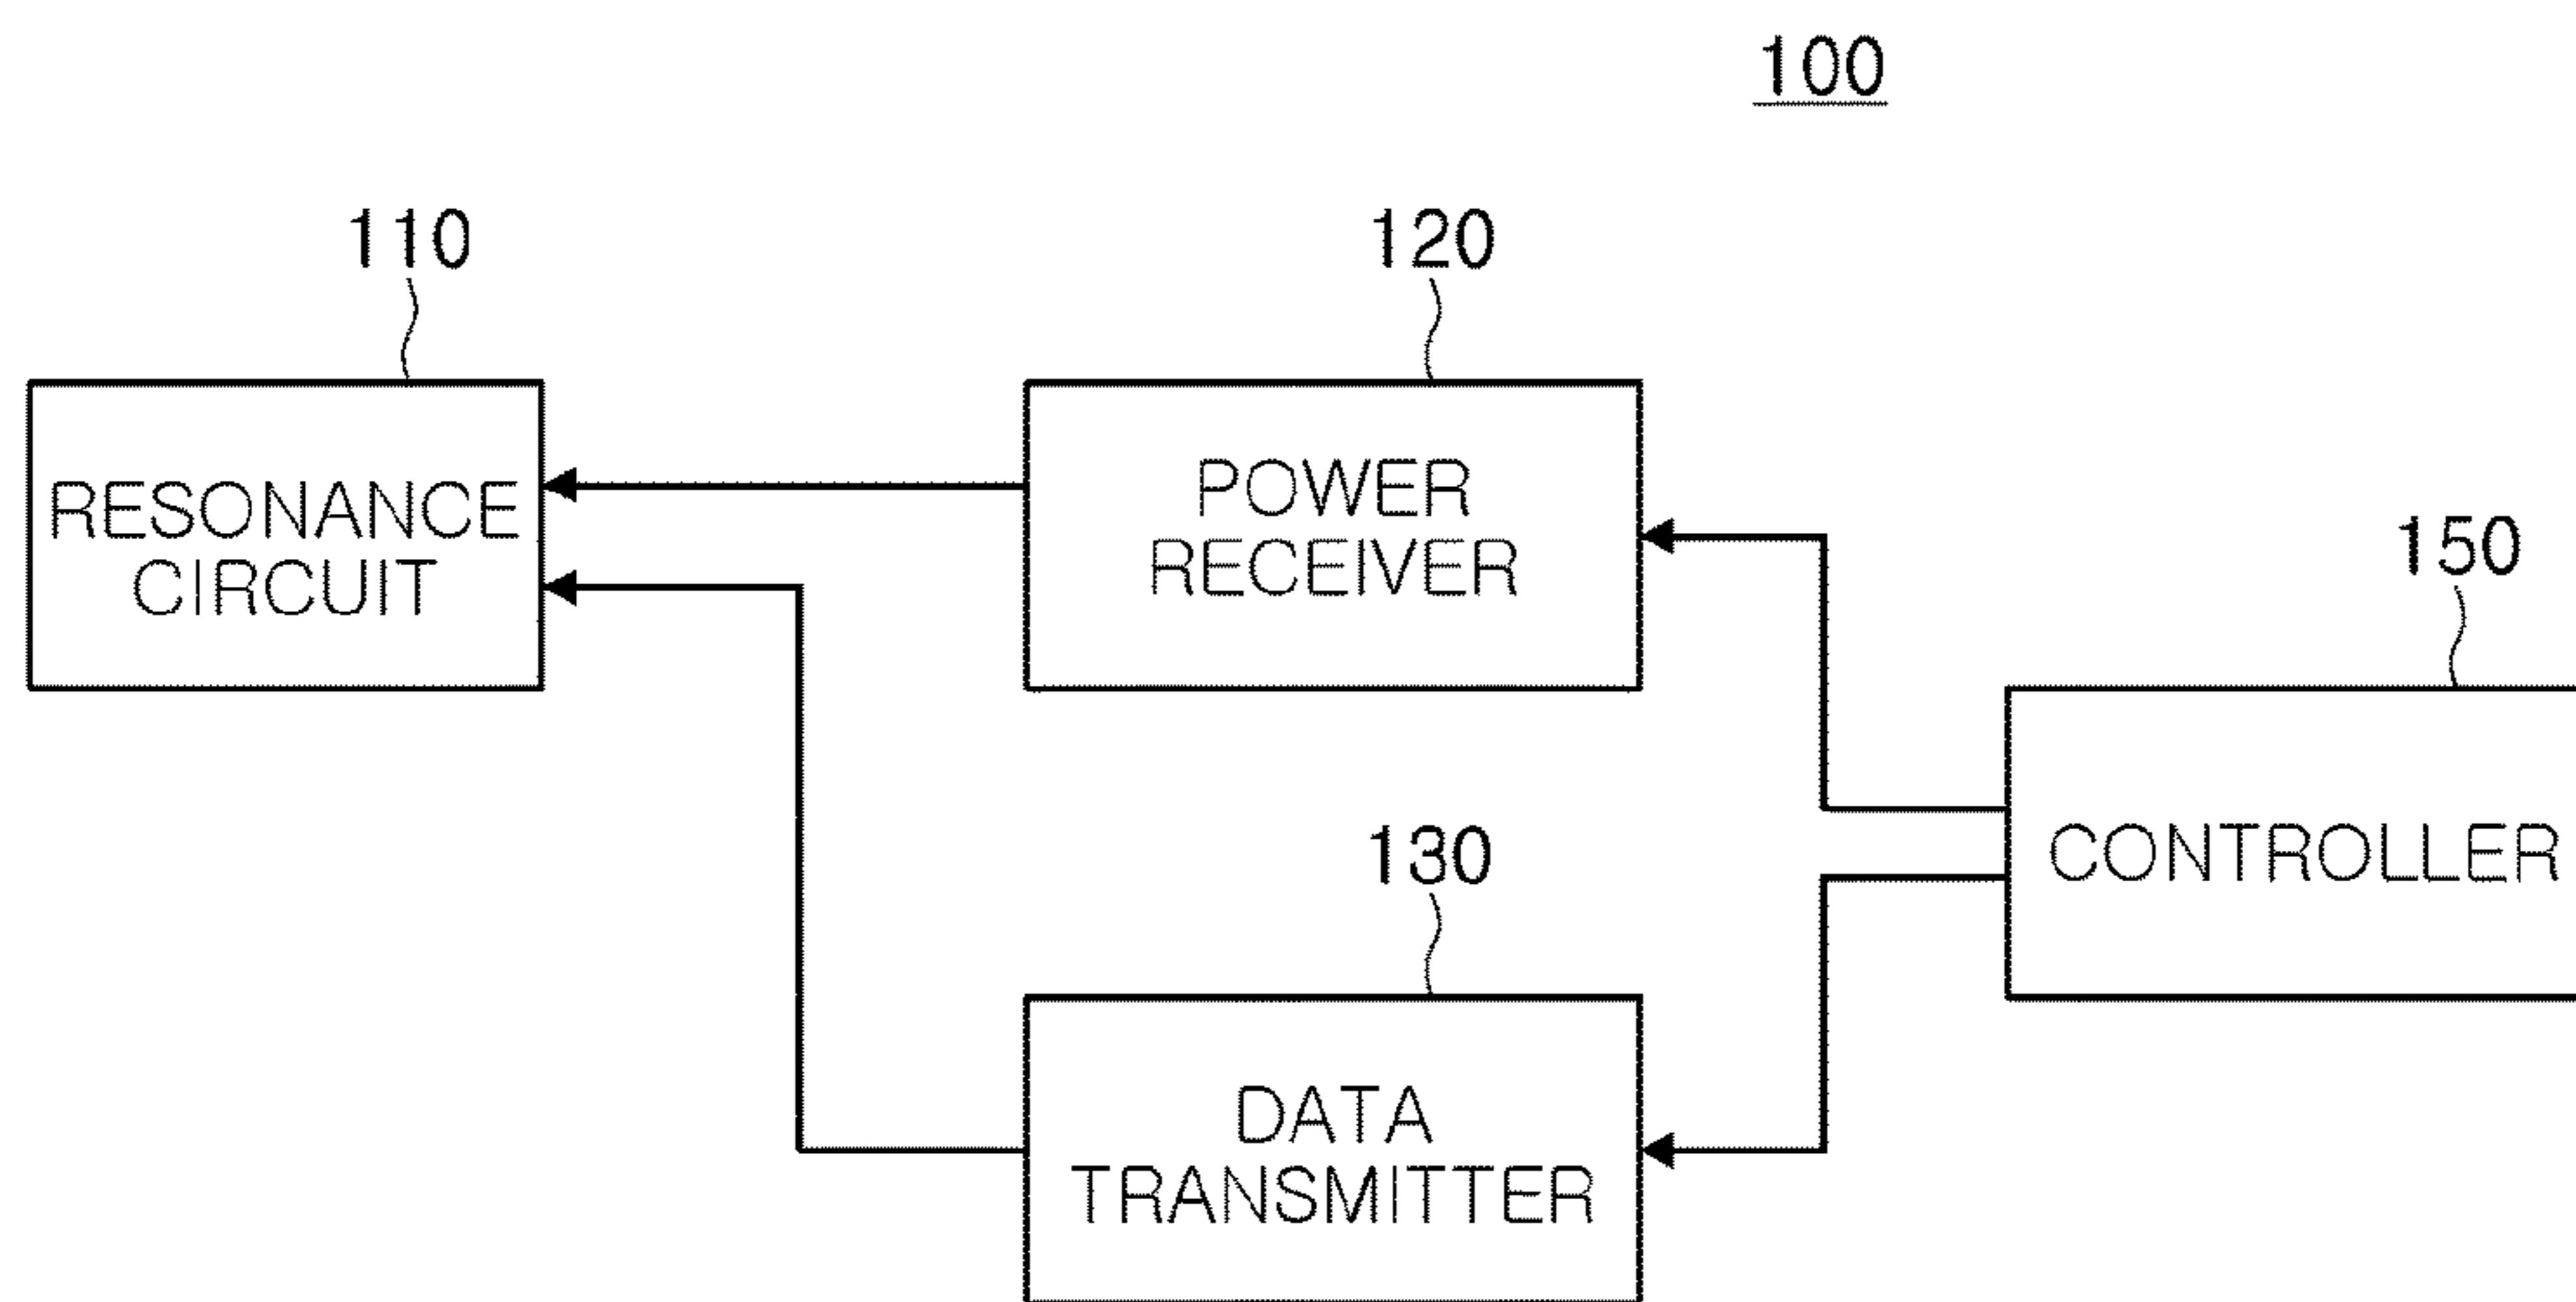 100
110
120
RESONANCE
CIRCUIT
POWER
RECEIVER
150
130
CONTROLLER
DATA
TRANSMITTER